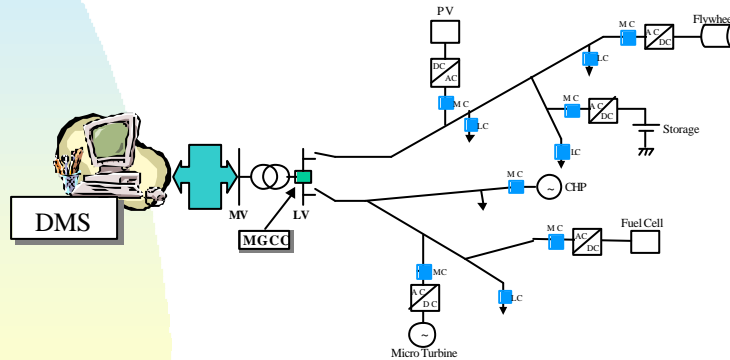 PV
DC
AC
MC
LC
MC
AC
DC
Flywheel
LC
MC
AC
DC
Storage
LC
DMS
MV
LV
MGCC
MC
~
CHP
MC
AC
DC
Fuel Cell
MC
AC
DC
~
Micro Turbine
LC